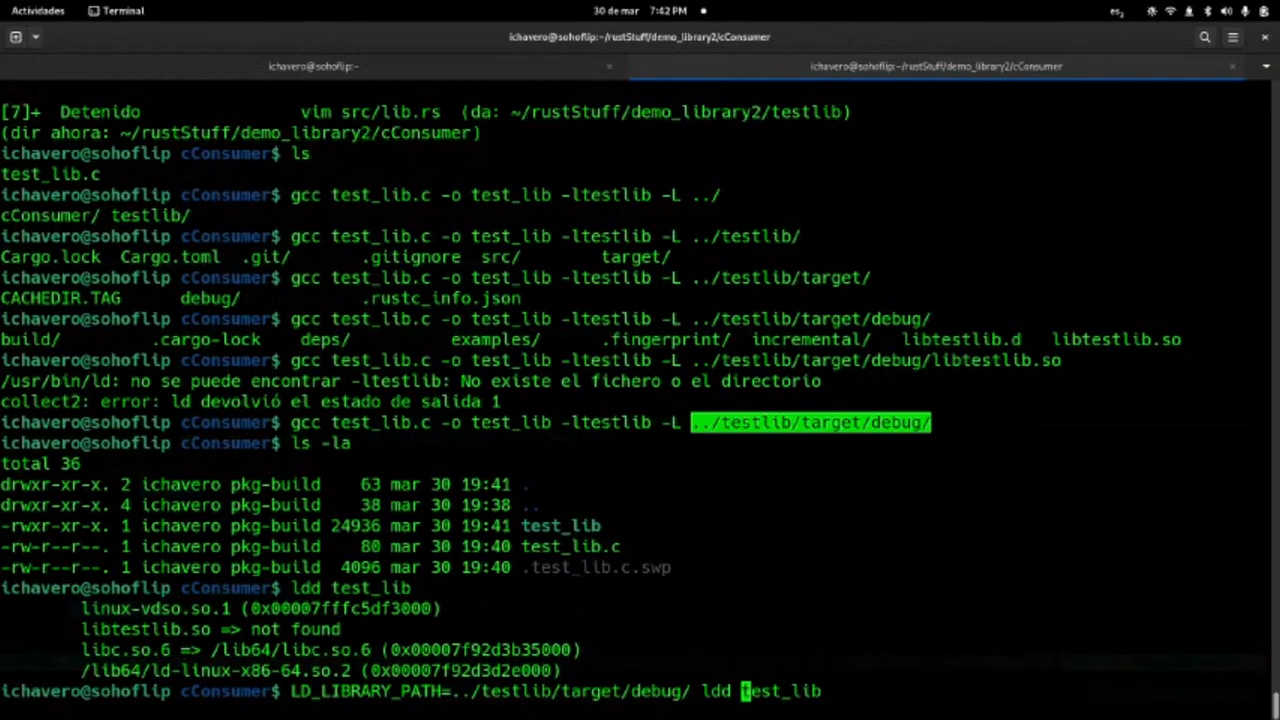 Actividades Terminal 30 de mar 7:42 PM es₂
ichavero@sohoflip:~/rustStuff/demo_library2/cConsumer
ichavero@sohoflip:~ × ichavero@sohoflip:~/rustStuff/demo_library2/cConsumer ×
[7]+  Detenido                vim src/lib.rs  (da: ~/rustStuff/demo_library2/testlib)
(dir ahora: ~/rustStuff/demo_library2/cConsumer)
ichavero@sohoflip cConsumer$ ls
test_lib.c
ichavero@sohoflip cConsumer$ gcc test_lib.c -o test_lib -ltestlib -L ../
cConsumer/ testlib/
ichavero@sohoflip cConsumer$ gcc test_lib.c -o test_lib -ltestlib -L ../testlib/
Cargo.lock  Cargo.toml  .git/       .gitignore  src/        target/
ichavero@sohoflip cConsumer$ gcc test_lib.c -o test_lib -ltestlib -L ../testlib/target/
CACHEDIR.TAG      debug/            .rustc_info.json
ichavero@sohoflip cConsumer$ gcc test_lib.c -o test_lib -ltestlib -L ../testlib/target/debug/
build/         .cargo-lock    deps/          examples/      .fingerprint/  incremental/   libtestlib.d   libtestlib.so
ichavero@sohoflip cConsumer$ gcc test_lib.c -o test_lib -ltestlib -L ../testlib/target/debug/libtestlib.so
/usr/bin/ld: no se puede encontrar -ltestlib: No existe el fichero o el directorio
collect2: error: ld devolvió el estado de salida 1
ichavero@sohoflip cConsumer$ gcc test_lib.c -o test_lib -ltestlib -L ../testlib/target/debug/
ichavero@sohoflip cConsumer$ ls -la
total 36
drwxr-xr-x. 2 ichavero pkg-build    63 mar 30 19:41 .
drwxr-xr-x. 4 ichavero pkg-build    38 mar 30 19:38 ..
-rwxr-xr-x. 1 ichavero pkg-build 24936 mar 30 19:41 test_lib
-rw-r--r--. 1 ichavero pkg-build    80 mar 30 19:40 test_lib.c
-rw-r--r--. 1 ichavero pkg-build  4096 mar 30 19:40 .test_lib.c.swp
ichavero@sohoflip cConsumer$ ldd test_lib
        linux-vdso.so.1 (0x00007fffc5df3000)
        libtestlib.so => not found
        libc.so.6 => /lib64/libc.so.6 (0x00007f92d3b35000)
        /lib64/ld-linux-x86-64.so.2 (0x00007f92d3d2e000)
ichavero@sohoflip cConsumer$ LD_LIBRARY_PATH=../testlib/target/debug/ ldd test_lib